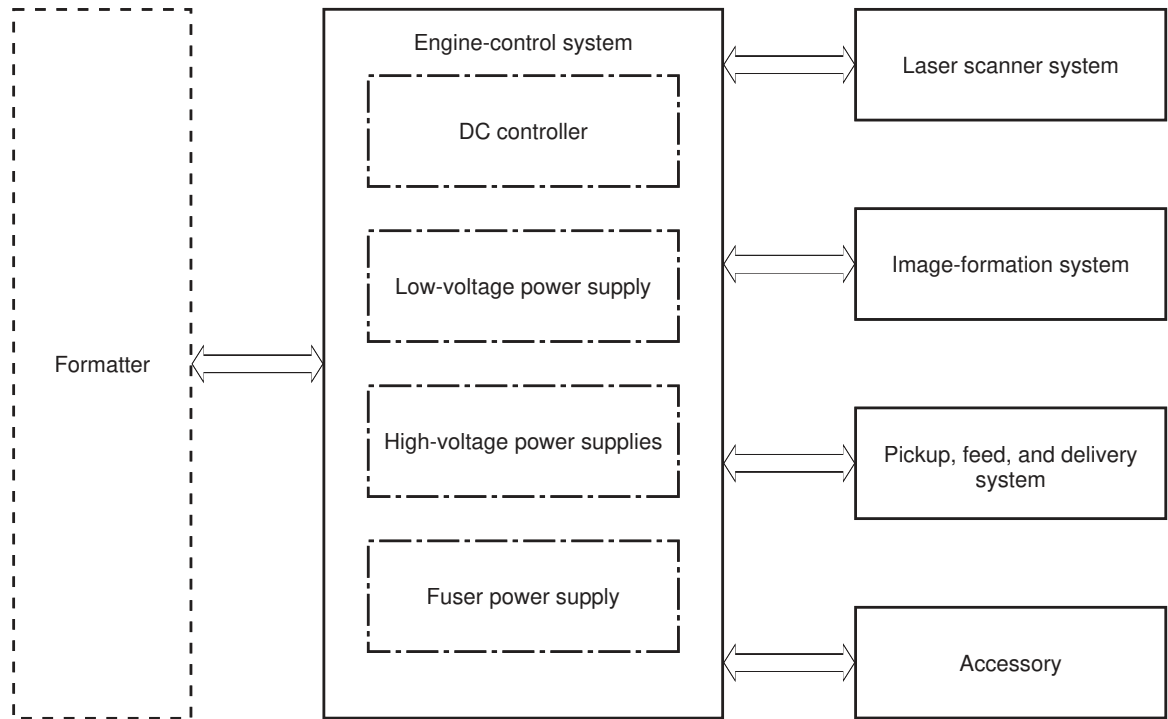 Formatter
Engine-control system
DC controller
Low-voltage power supply
High-voltage power supplies
Fuser power supply
Laser scanner system
Image-formation system
Pickup, feed, and delivery
system
Accessory